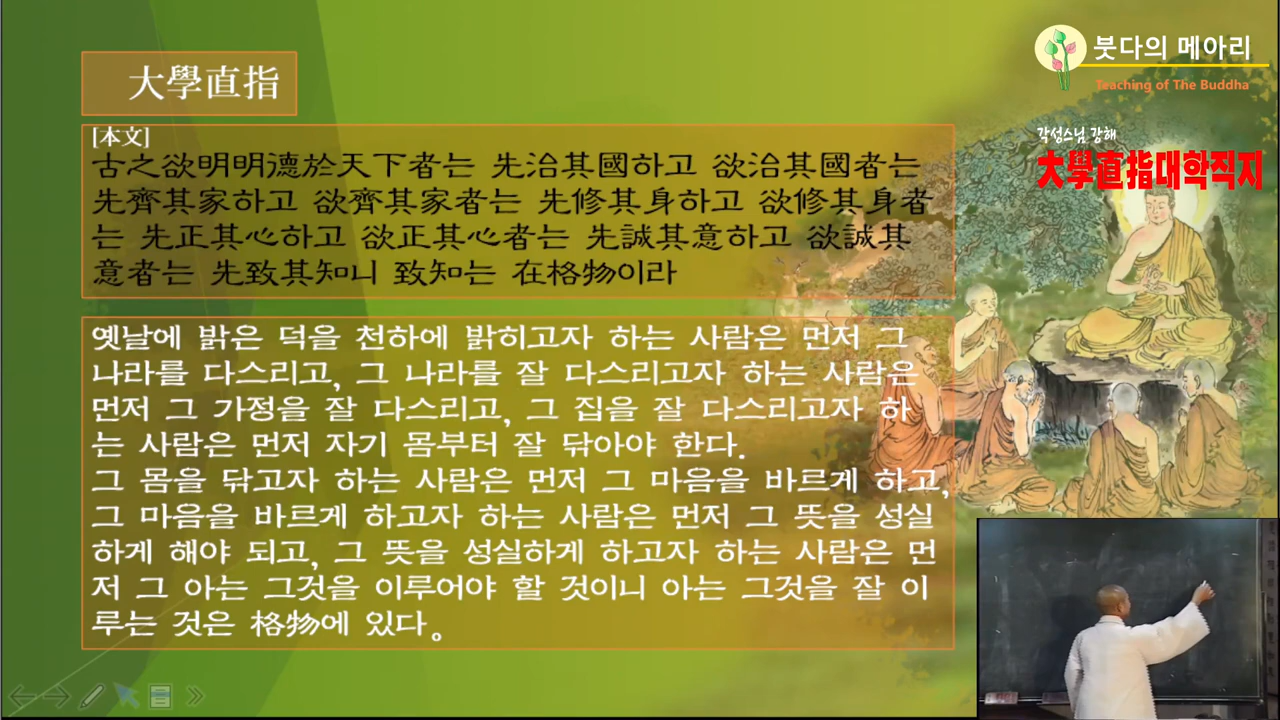 大學直指
[本文]
古之欲明明德於天下者는 先治其國하고 欲治其國者는
先齊其家하고 欲齊其家者는 先修其身하고 欲修其身者
는 先正其心하고 欲正其心者는 先誠其意하고 欲誠其
意者는 先致其知니 致知는 在格物이라
옛날에 밝은 덕을 천하에 밝히고자 하는 사람은 먼저 그
나라를 다스리고, 그 나라를 잘 다스리고자 하는 사람은
먼저 그 가정을 잘 다스리고, 그 집을 잘 다스리고자 하
는 사람은 먼저 자기 몸부터 잘 닦아야 한다.
그 몸을 닦고자 하는 사람은 먼저 그 마음을 바르게 하고,
그 마음을 바르게 하고자 하는 사람은 먼저 그 뜻을 성실
하게 해야 되고, 그 뜻을 성실하게 하고자 하는 사람은 먼
저 그 아는 그것을 이루어야 할 것이니 아는 그것을 잘 이
루는 것은 格物에 있다。
붓다의 메아리
Teaching of The Buddha
각성스님 강해
大學直指대학직지